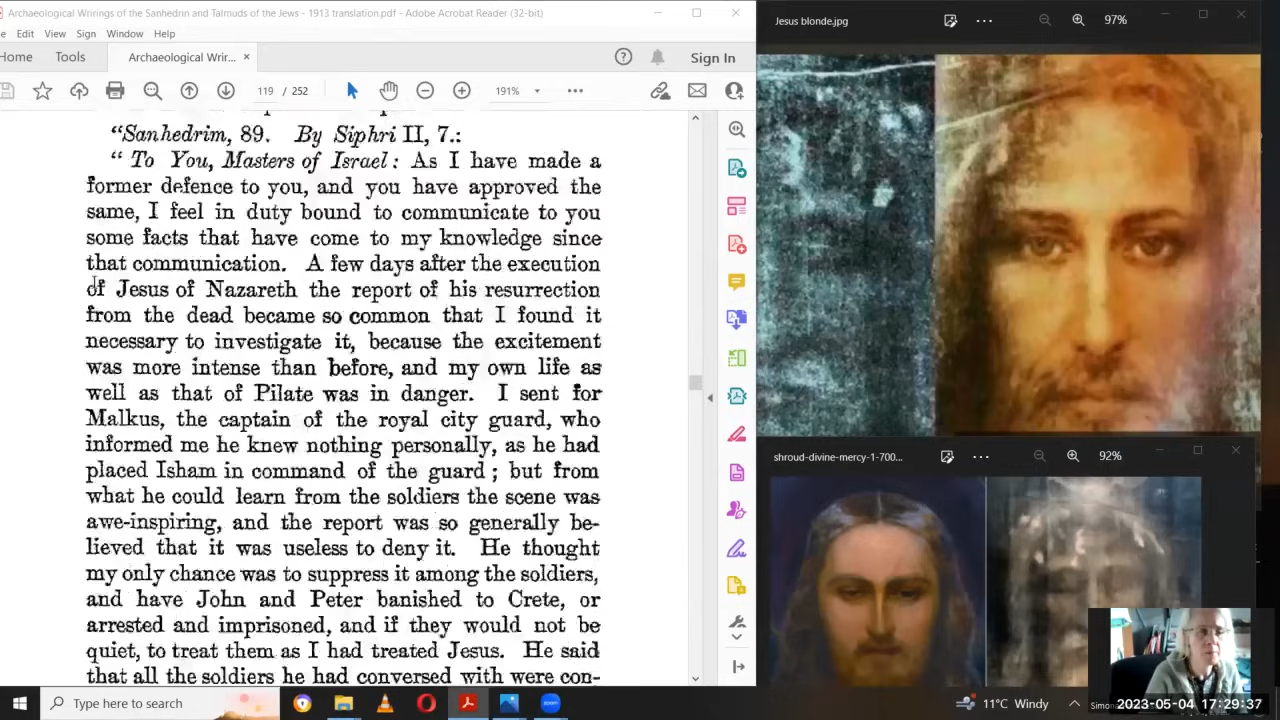 Archaeological Wrirings of the Sanhedrin and Talmuds of the Jews - 1913 translation.pdf - Adobe Acrobat Reader (32-bit)
e Edit View Sign Window Help
Home Tools Archaeological Wrir... × Sign In
119 / 252 191%
"Sanhedrim, 89. By Siphri II, 7.:
" To You, Masters of Israel: As I have made a
former defence to you, and you have approved the
same, I feel in duty bound to communicate to you
some facts that have come to my knowledge since
that communication. A few days after the execution
of Jesus of Nazareth the report of his resurrection
from the dead became so common that I found it
necessary to investigate it, because the excitement
was more intense than before, and my own life as
well as that of Pilate was in danger. I sent for
Malkus, the captain of the royal city guard, who
informed me he knew nothing personally, as he had
placed Isham in command of the guard; but from
what he could learn from the soldiers the scene was
awe-inspiring, and the report was so generally be-
lieved that it was useless to deny it. He thought
my only chance was to suppress it among the soldiers,
and have John and Peter banished to Crete, or
arrested and imprisoned, and if they would not be
quiet, to treat them as I had treated Jesus. He said
that all the soldiers he had conversed with were con-
Jesus blonde.jpg 97%
shroud-divine-mercy-1-700... 92%
Type here to search
11°C Windy
Simon
2023-05-04 17:29:37